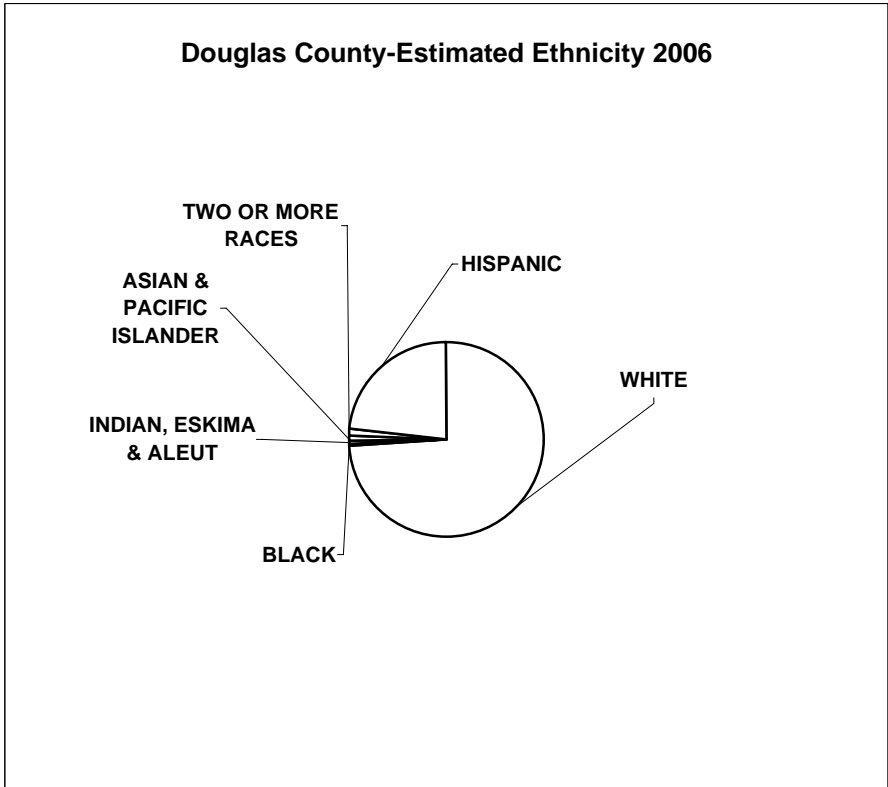 Douglas County-Estimated Ethnicity 2006
TWO OR MORE
RACES
HISPANIC
ASIAN &
PACIFIC
ISLANDER
WHITE
INDIAN, ESKIMA
& ALEUT
BLACK